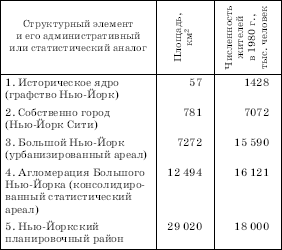 Структурный элемент
и его административный
или статистический аналог
Площадь,
км²
Численность
жителей
в 1980 г.,
тыс. человек
1. Историческое ядро
(графство Нью-Йорк)
57
1428
2. Собственно город
(Нью-Йорк Сити)
781
7072
3. Большой Нью-Йорк
(урбанизированный ареал)
7272
15 590
4. Агломерация Большого
Нью-Йорка (консолидиро-
ванный статистический
ареал)
12 494
16 121
5. Нью-Йоркский
планировочный район
29 020
18 000